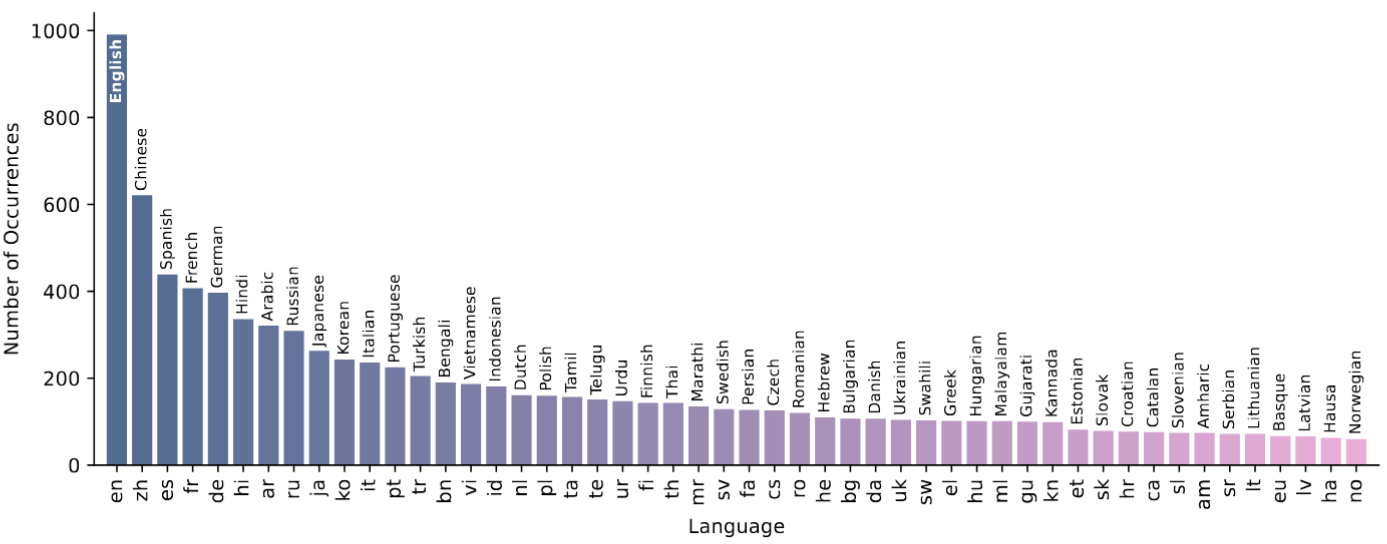 Number of Occurrences
1000
800
600
400
200
0
English
Chinese
Spanish
French
German
Hindi
Arabic
Russian
Japanese
Korean
Italian
Portuguese
Turkish
Bengali
Vietnamese
Indonesian
Dutch
Polish
Tamil
Telugu
Urdu
Finnish
Thai
Marathi
Swedish
Persian
Czech
Romanian
Hebrew
Bulgarian
Danish
Ukrainian
Swahili
Greek
Hungarian
Malayalam
Gujarati
Kannada
Estonian
Slovak
Croatian
Catalan
Slovenian
Amharic
Serbian
Lithuanian
Basque
Latvian
Hausa
Norwegian
en
zh
es
fr
de
hi
ar
ru
ja
ko
it
pt
tr
bn
vi
id
nl
pl
ta
te
ur
fi
th
mr
sv
fa
cs
ro
he
bg
da
uk
sw
el
hu
ml
gu
kn
et
sk
hr
ca
sl
am
sr
lt
eu
lv
ha
no
Language